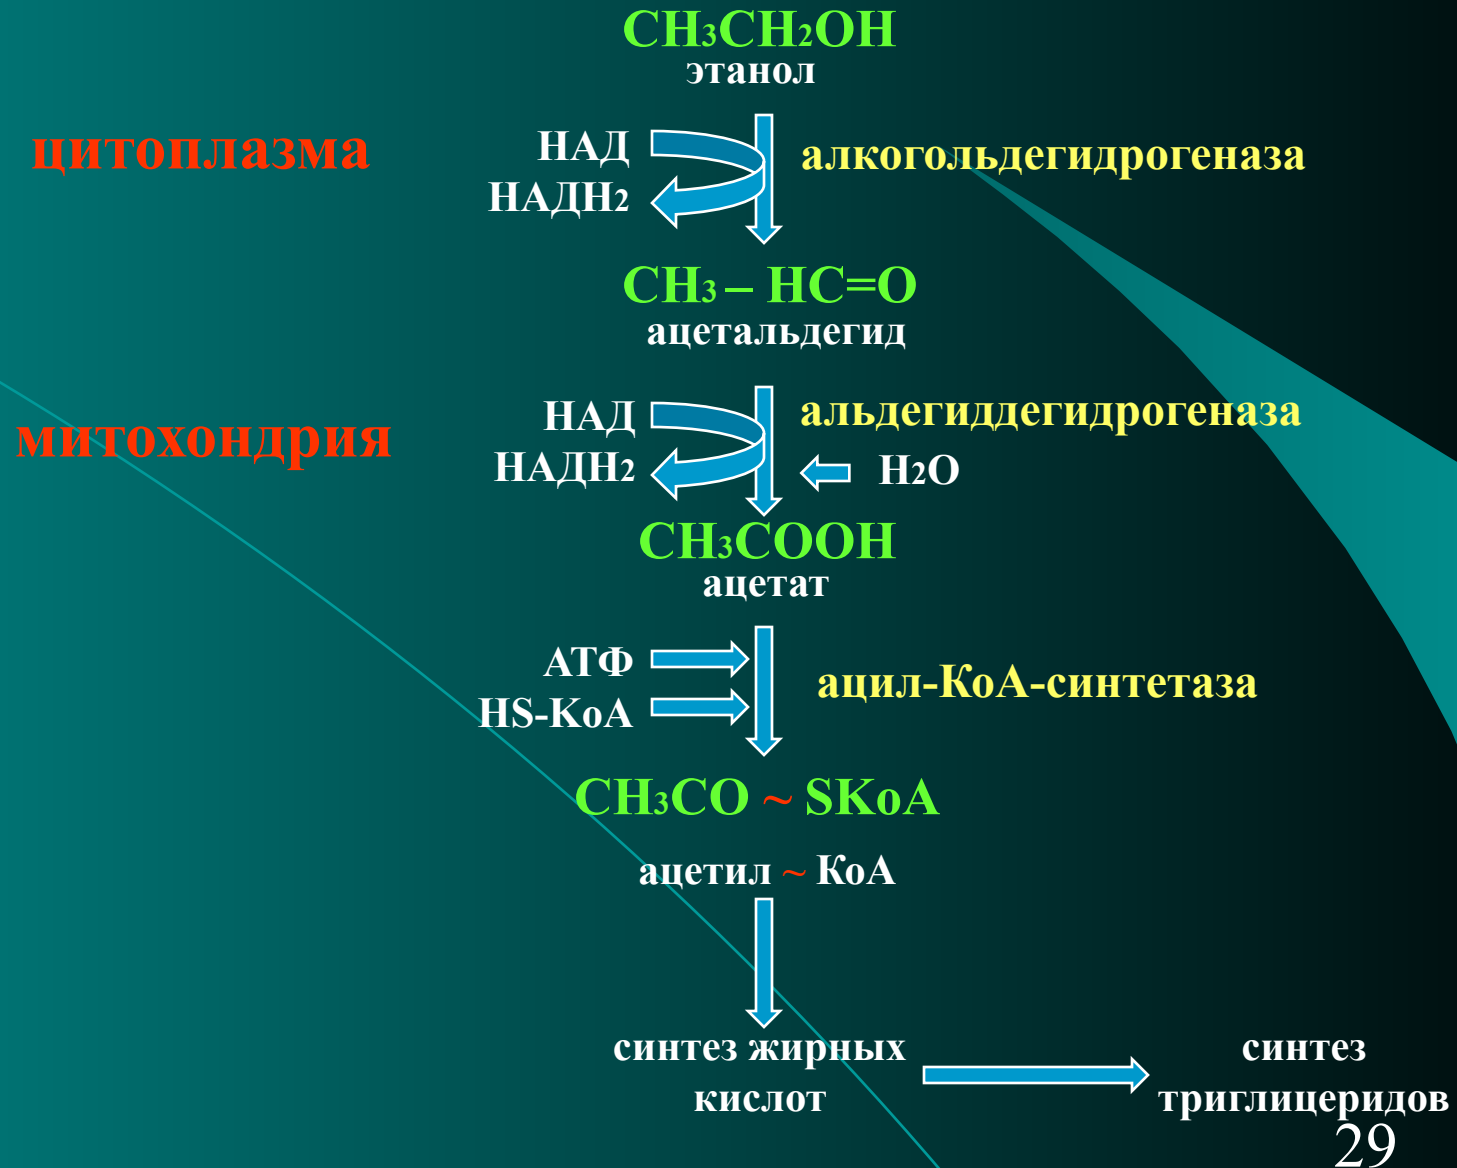 CH3CH2OH
этанол
цитоплазма
НАД
НАДН2
алкогольдегидрогеназа
CH3 – HC=O
ацетальдегид
митохондрия
НАД
НАДН2
альдегиддегидрогеназа
H2O
CH3COOH
ацетат
АТФ
HS-KoA
ацил-КоА-синтетаза
CH3CO ~ SKoA
ацетил ~ КоА
синтез жирных
кислот
синтез
триглицеридов
29